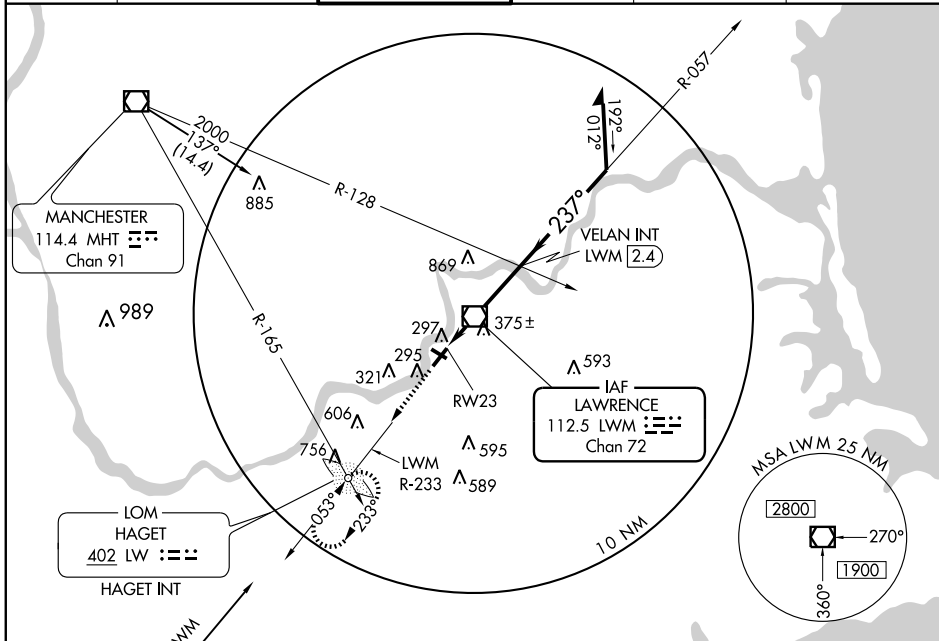 R-057
2000
137°
(14.4)
192°
012°
885
R-128
237°
MANCHESTER
114.4 MHT
Chan 91
VELAN INT
LWM 2.4
869
989
R-165
297
375±
295
321
593
RW23
IAF
LAWRENCE
112.5 LWM
Chan 72
606
595
756
LWM
R-233
589
MSA LWM 25 NM
LOM
HAGET
402 LW
HAGET INT
053°
233°
10 NM
2800
270°
1900
360°
WM